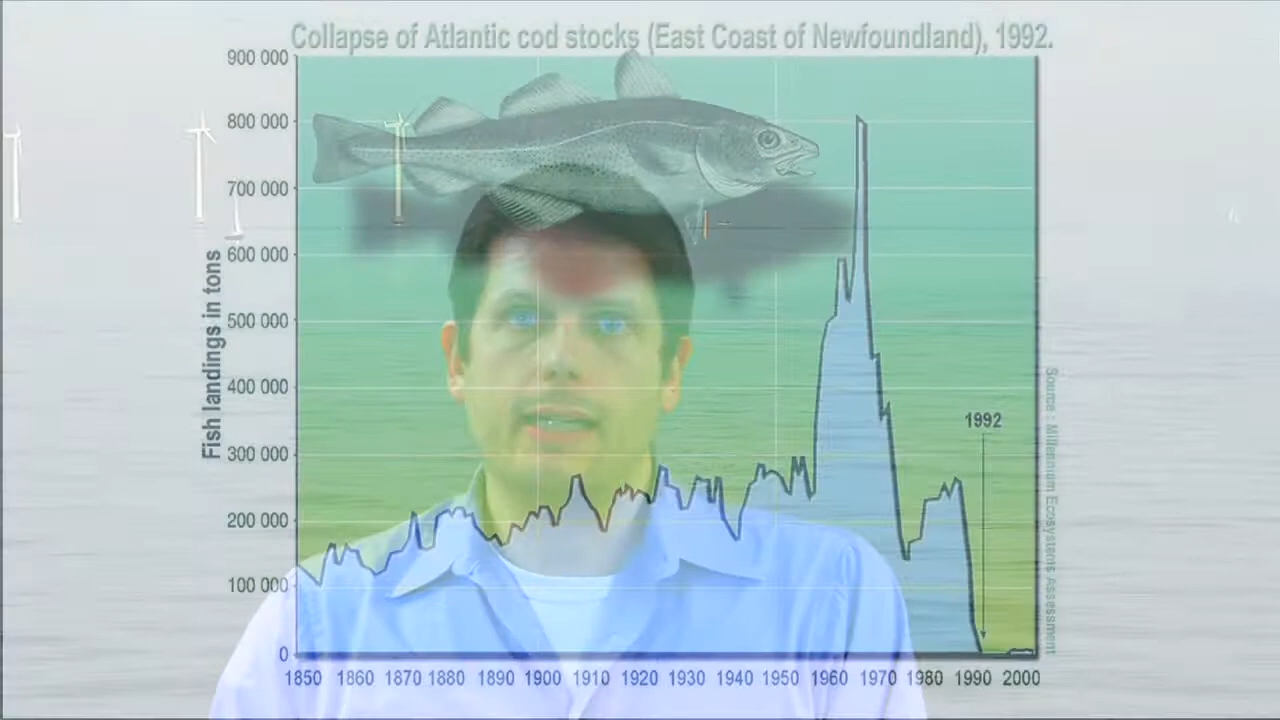 Collapse of Atlantic cod stocks (East Coast of Newfoundland), 1992.
900 000
800 000
700 000
600 000
500 000
400 000
300 000
200 000
100 000
0
Fish landings in tons
1992
Source : Millennium Ecosystems Assessment
1850 1860 1870 1880 1890 1900 1910 1920 1930 1940 1950 1960 1970 1980 1990 2000